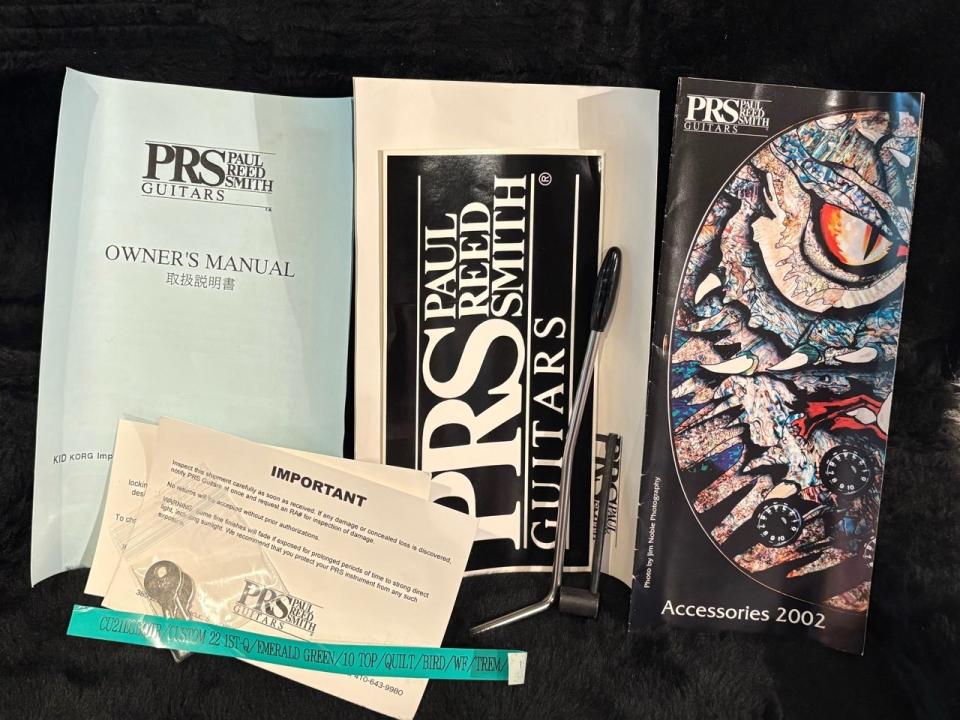 PRS PAUL REED SMITH
GUITARS
TM
OWNER'S MANUAL
取扱説明書
KID KORG Imp
PRS PAUL REED SMITH
GUITARS
®
PRS PAUL REED SMITH
GUITARS
Photo by Jim Noble Photography
Accessories 2002
lockin
des
To ch
IMPORTANT
Inspect this shipment carefully as soon as received. If any damage or concealed loss is discovered,
notify PRS Guitars at once and request an RA# for inspection of damage.
No returns will be accepted without prior authorizations.
WARNING: Some fine finishes will fade if exposed for prolonged periods of time to strong direct
light, including sunlight. We recommend that you protect your PRS instrument from any such
exposure.
PRS PAUL REED SMITH
GUITARS
/CUSTOM 22 1ST-Q/EMERALD GREEN/10 TOP/QUILT/BIRD/WF/TREM/
410-643-9980